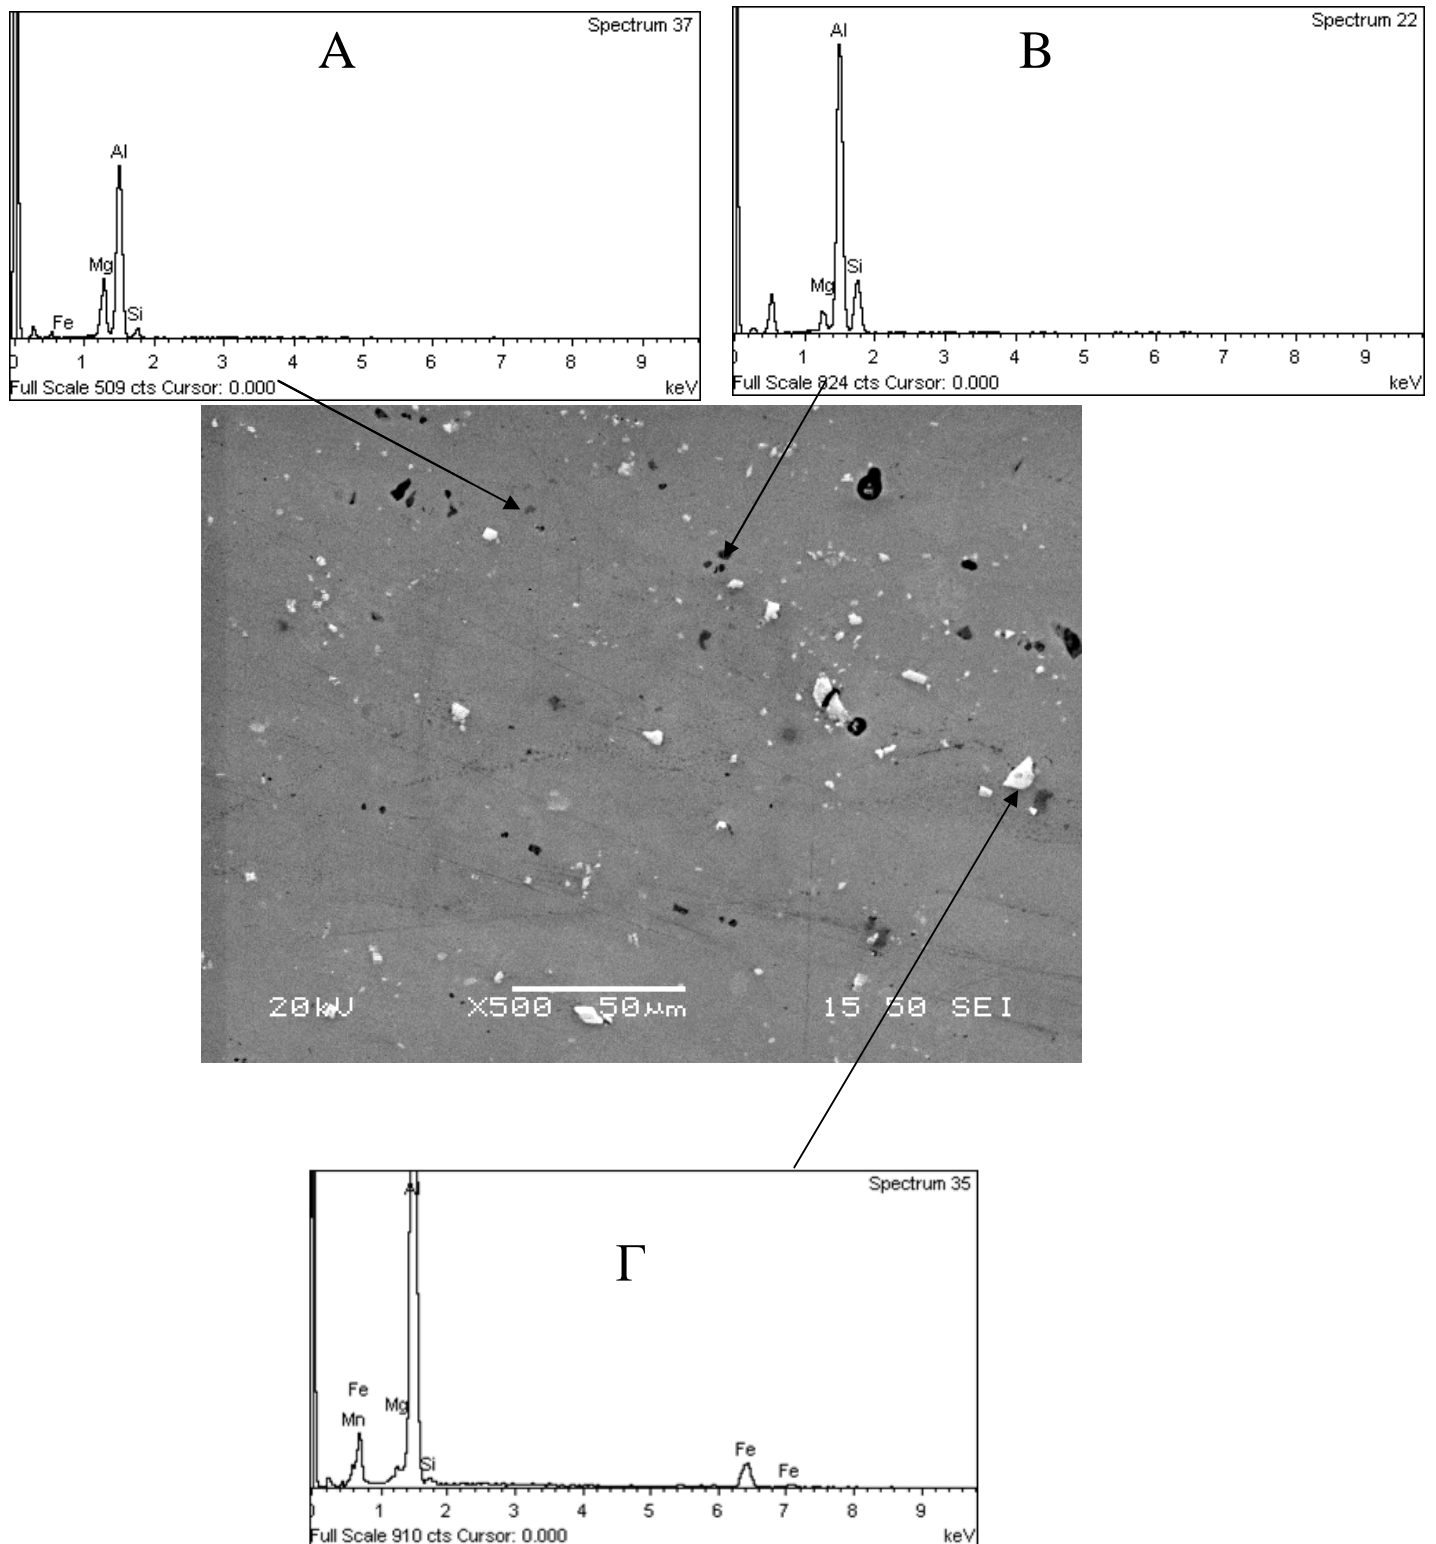 Spectrum 37
Α
Al
Mg
Fe
Si
0 1 2 3 4 5 6 7 8 9
Full Scale 509 cts Cursor: 0.000 keV
Spectrum 22
Β
Al
Mg
Si
0 1 2 3 4 5 6 7 8 9
Full Scale 824 cts Cursor: 0.000 keV
20kV X500 50μm 15 50 SEI
Spectrum 35
Al
Γ
Fe
Mn
Mg
Si
Fe
Fe
0 1 2 3 4 5 6 7 8 9
Full Scale 910 cts Cursor: 0.000 keV